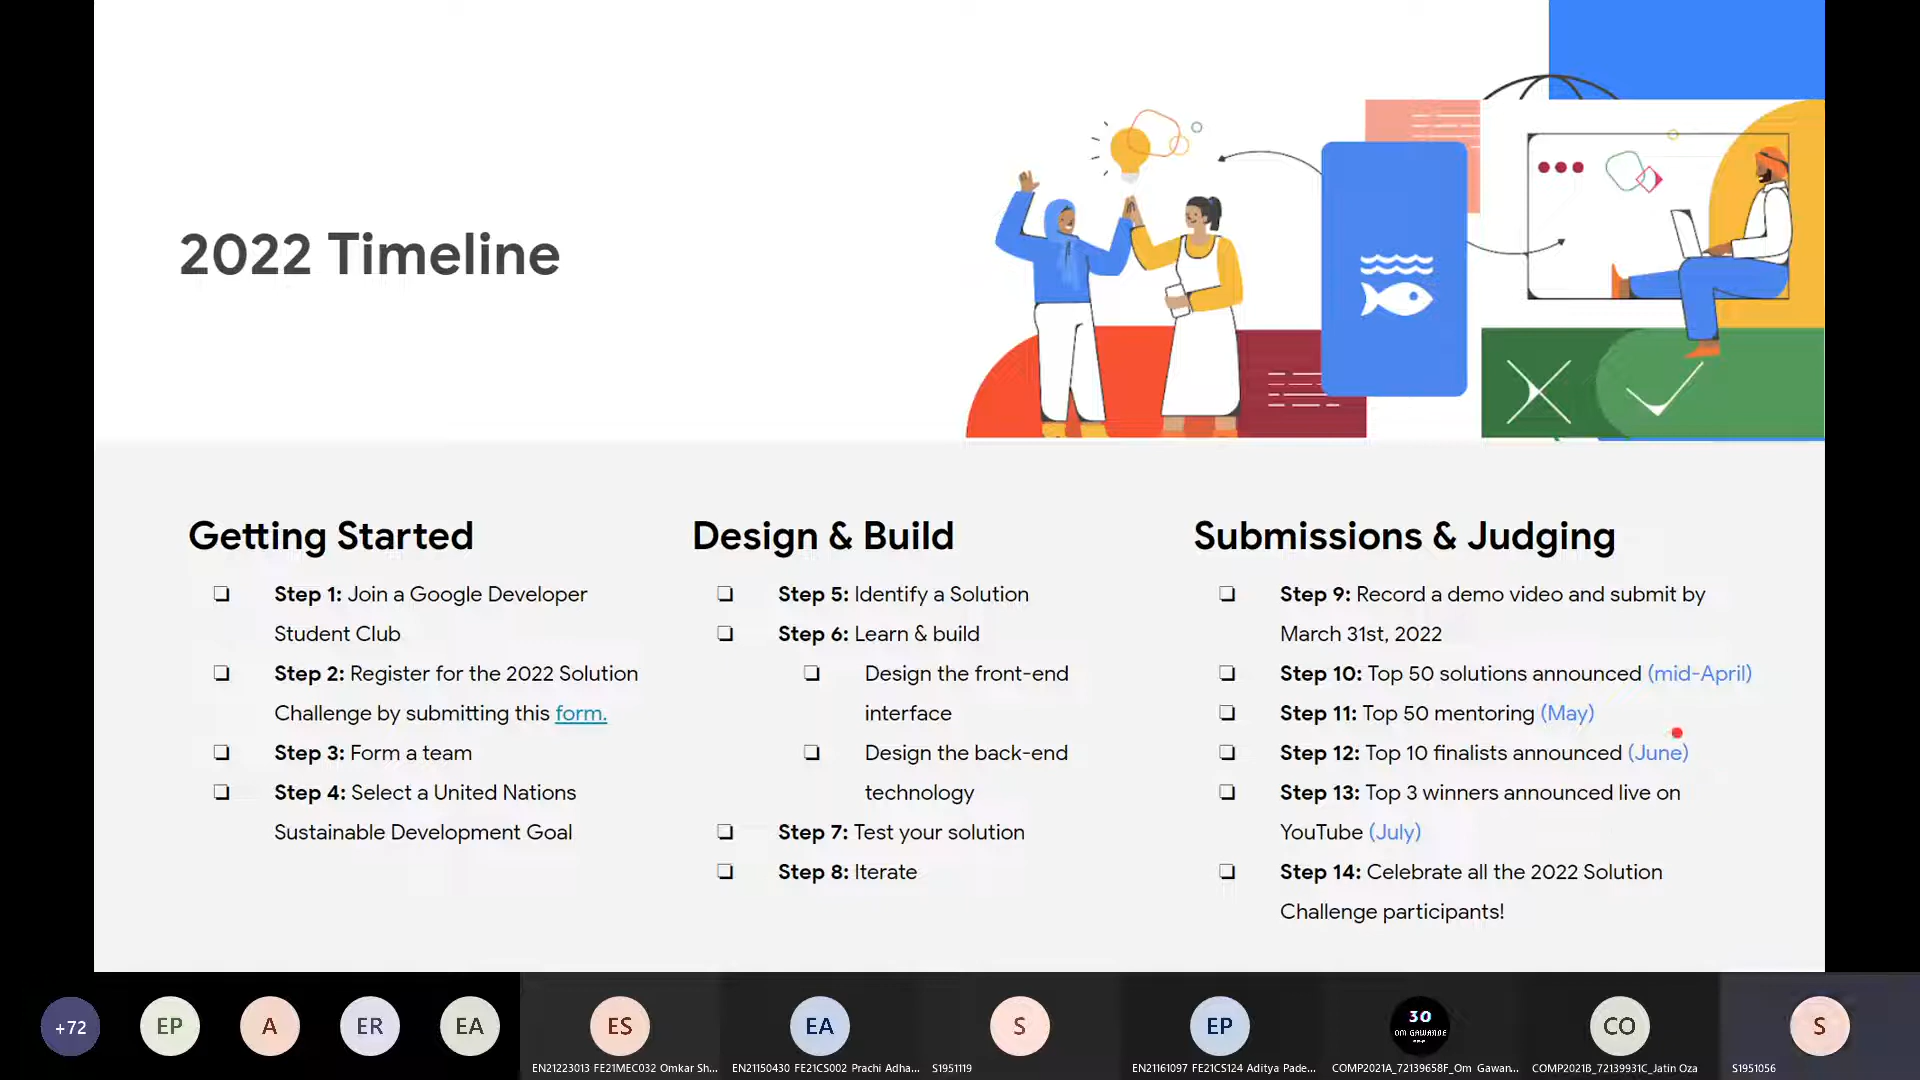 2022 Timeline
Getting Started
❏ Step 1: Join a Google Developer
Student Club
❏ Step 2: Register for the 2022 Solution
Challenge by submitting this form.
❏ Step 3: Form a team
❏ Step 4: Select a United Nations
Sustainable Development Goal
Design & Build
❏ Step 5: Identify a Solution
❏ Step 6: Learn & build
❏ Design the front-end
interface
❏ Design the back-end
technology
❏ Step 7: Test your solution
❏ Step 8: Iterate
Submissions & Judging
❏ Step 9: Record a demo video and submit by
March 31st, 2022
❏ Step 10: Top 50 solutions announced (mid-April)
❏ Step 11: Top 50 mentoring (May)
❏ Step 12: Top 10 finalists announced (June)
❏ Step 13: Top 3 winners announced live on
YouTube (July)
❏ Step 14: Celebrate all the 2022 Solution
Challenge participants!
+72
EP
A
ER
EA
ES
EN21223013 FE21MEC032 Omkar Sh...
EA
EN21150430 FE21CS002 Prachi Adha...
S
S1951119
EP
EN21161097 FE21CS124 Aditya Pade...
30
OM GAWANDE
COMP2021A_72139658F_Om Gawan...
CO
COMP2021B_72139931C_Jatin Oza
S
S1951056